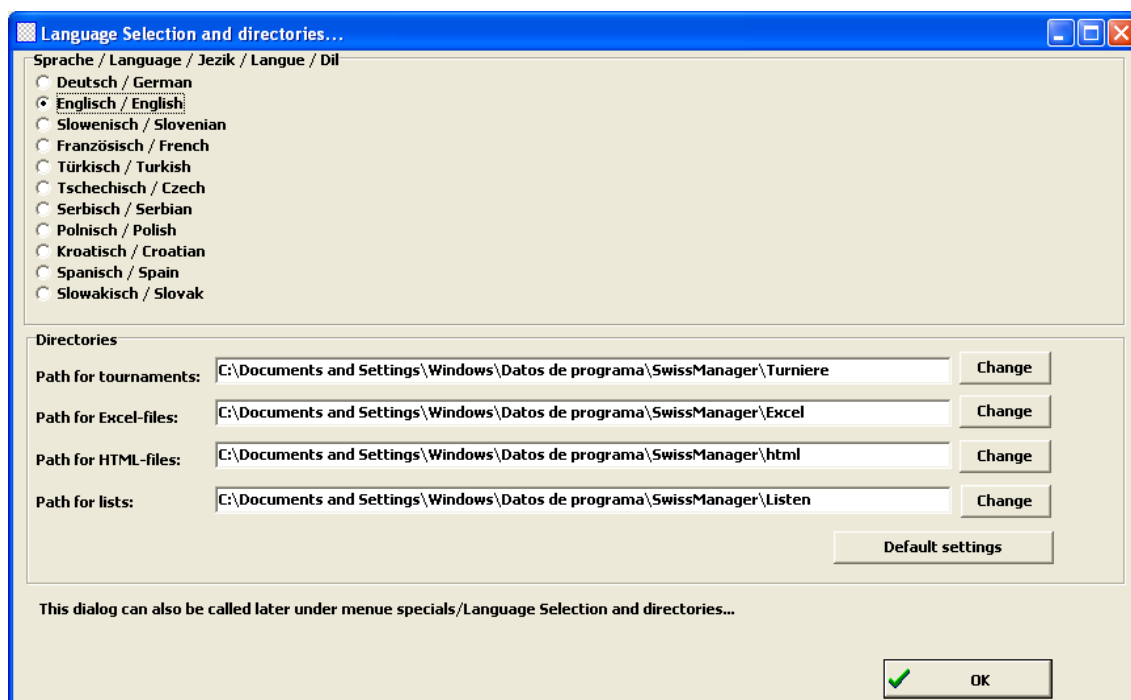 Language Selection and directories...
Sprache / Language / Jezik / Langue / Dil
Deutsch / German
Englisch / English
Slowenisch / Slovenian
Französisch / French
Türkisch / Turkish
Tschechisch / Czech
Serbisch / Serbian
Polnisch / Polish
Kroatisch / Croatian
Spanisch / Spain
Slowakisch / Slovak
Directories
Path for tournaments: C:\Documents and Settings\Windows\Datos de programa\SwissManager\Turniere Change
Path for Excel-files: C:\Documents and Settings\Windows\Datos de programa\SwissManager\Excel Change
Path for HTML-files: C:\Documents and Settings\Windows\Datos de programa\SwissManager\html Change
Path for lists: C:\Documents and Settings\Windows\Datos de programa\SwissManager\Listen Change
Default settings
This dialog can also be called later under menue specials/Language Selection and directories...
OK